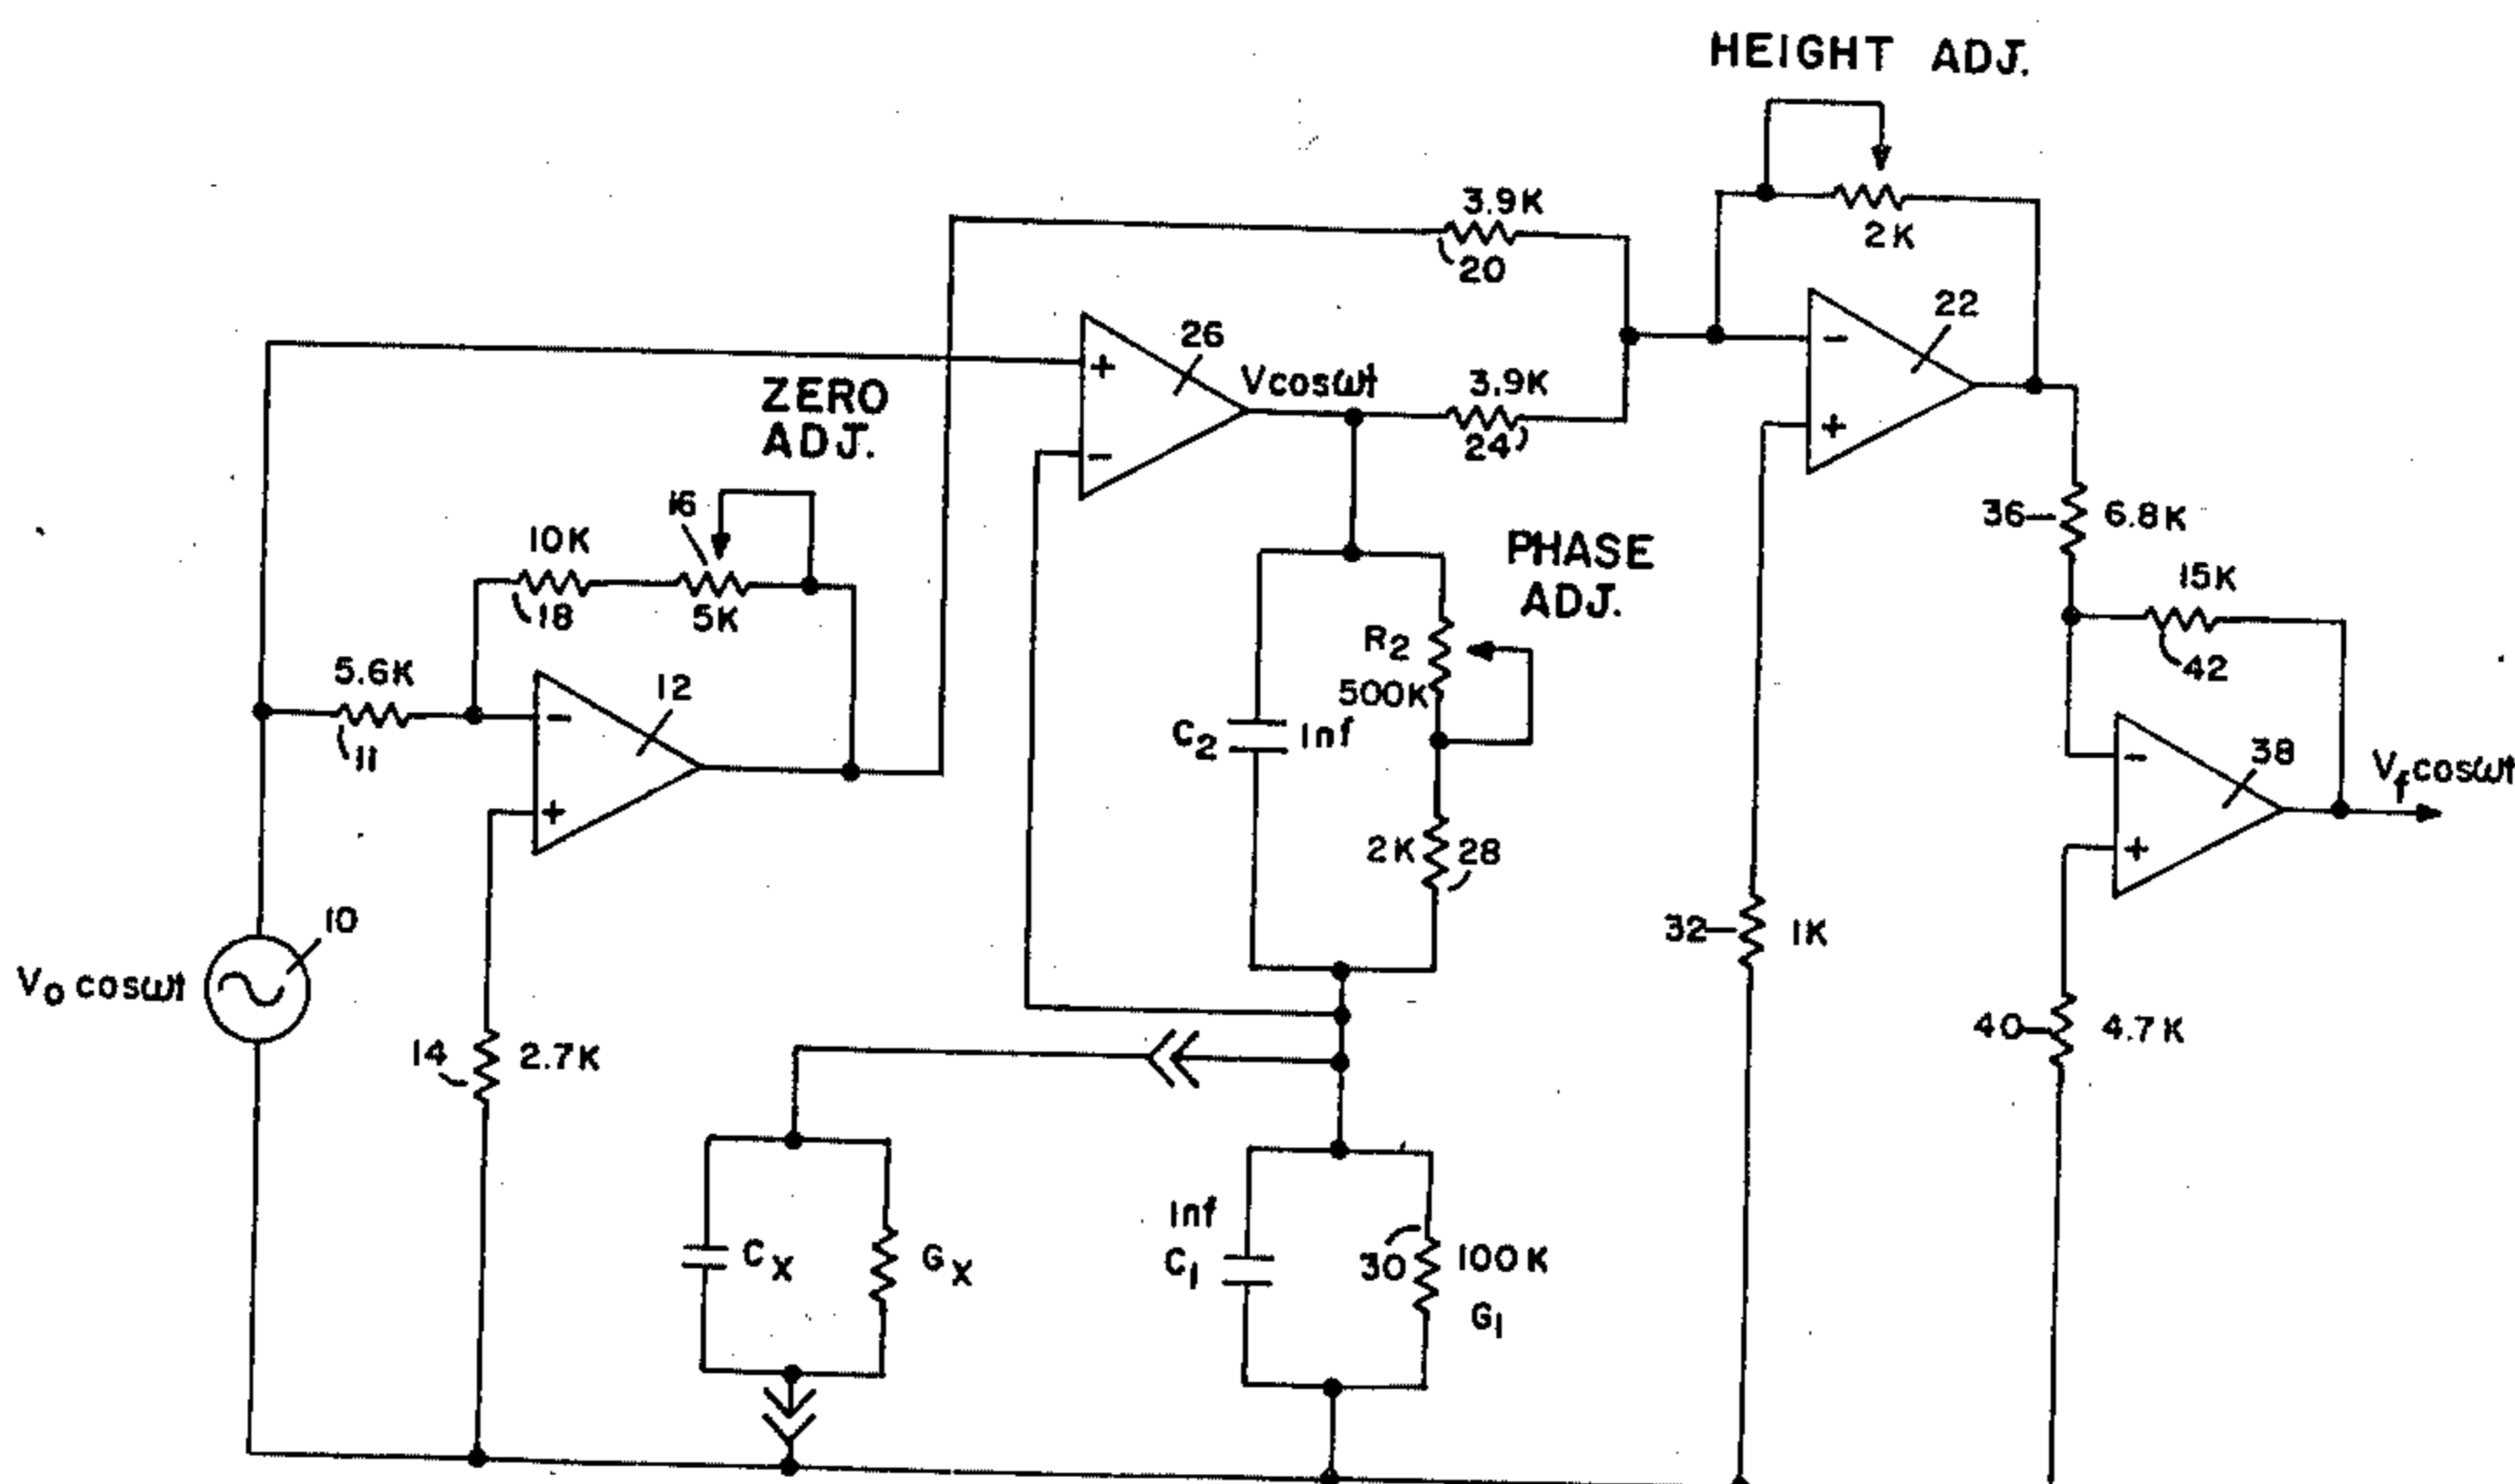 HEIGHT ADJ.
3.9K
20
2K
22
26
Vcosωt
3.9K
24
ZERO
ADJ.
16
10K
18
5K
PHASE
ADJ.
36
6.8K
15K
42
5.6K
11
12
R2
500K
C2
1nf
38
Vfcosωt
2K
28
10
V0 cosωt
32
1K
14
2.7K
40
4.7K
Cx
Gx
1nf
C1
30
100K
G1